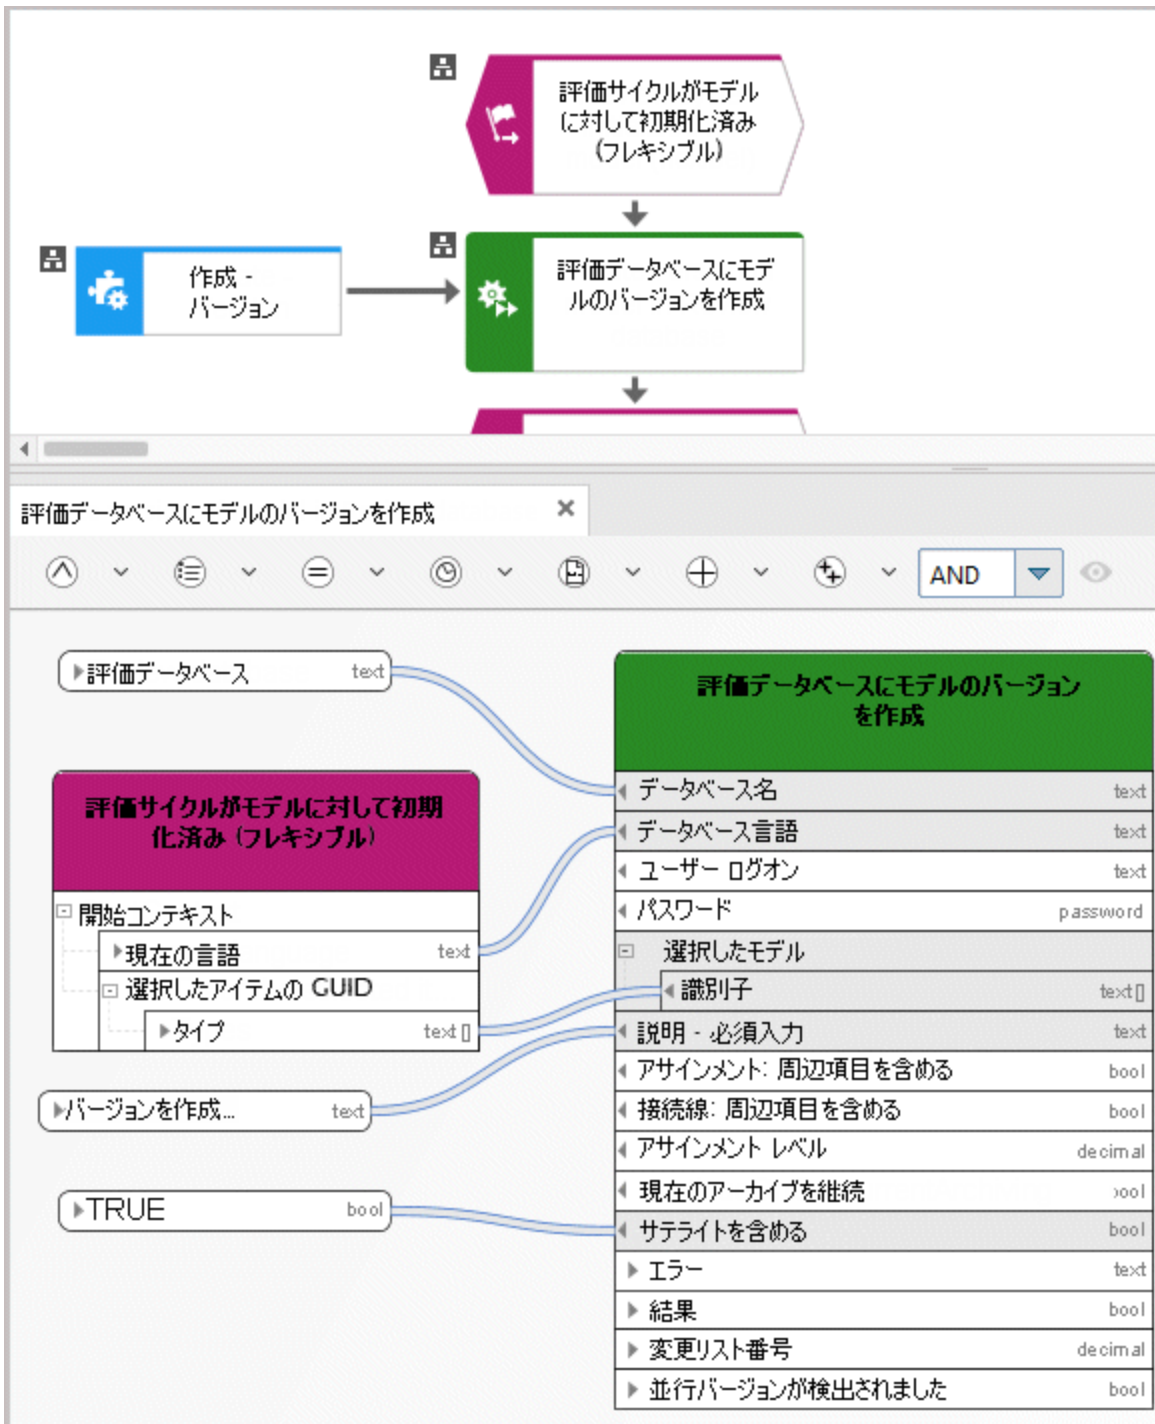 評価サイクルがモデル
に対して初期化済み
(フレキシブル)
作成 -
バージョン
評価データベースにモデ
ルのバージョンを作成
評価データベースにモデルのバージョンを作成
AND
評価データベース text
評価データベースにモデルのバージョン
を作成
データベース名 text
データベース言語 text
ユーザー ログオン text
パスワード password
選択したモデル
識別子 text[]
説明 - 必須入力 text
アサインメント: 周辺項目を含める bool
接続線: 周辺項目を含める bool
アサインメント レベル decimal
現在のアーカイブを継続 bool
サテライトを含める bool
エラー text
結果 bool
変更リスト番号 decimal
並行バージョンが検出されました bool
評価サイクルがモデルに対して初期
化済み (フレキシブル)
開始コンテキスト
現在の言語 text
選択したアイテムの GUID
タイプ text []
バージョンを作成... text
TRUE bool